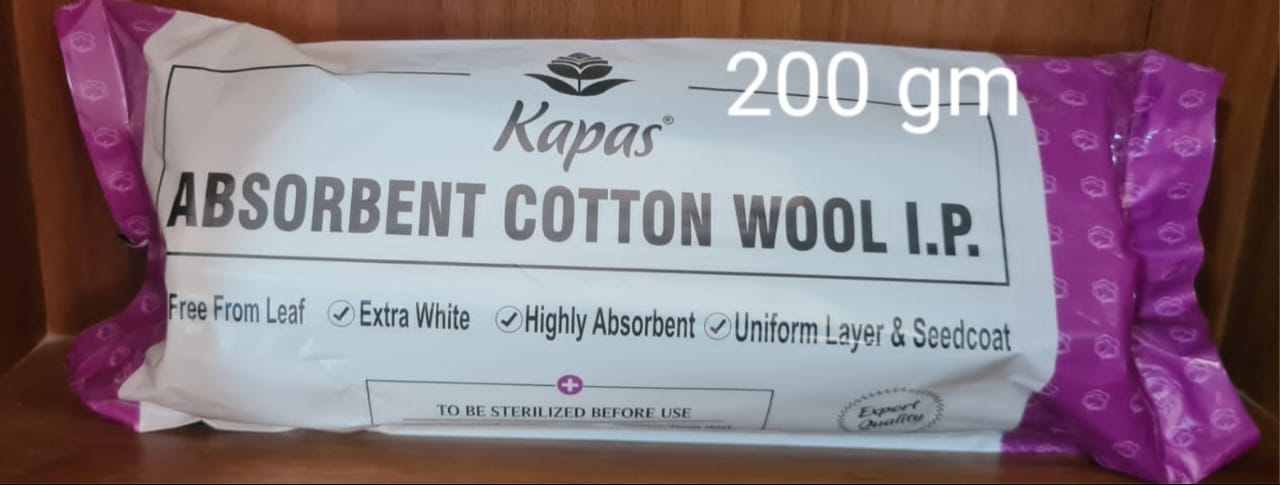 200 gm
Kapas®
ABSORBENT COTTON WOOL I.P.
Free From Leaf ✓ Extra White ✓ Highly Absorbent ✓ Uniform Layer & Seedcoat
TO BE STERILIZED BEFORE USE
Export
Quality